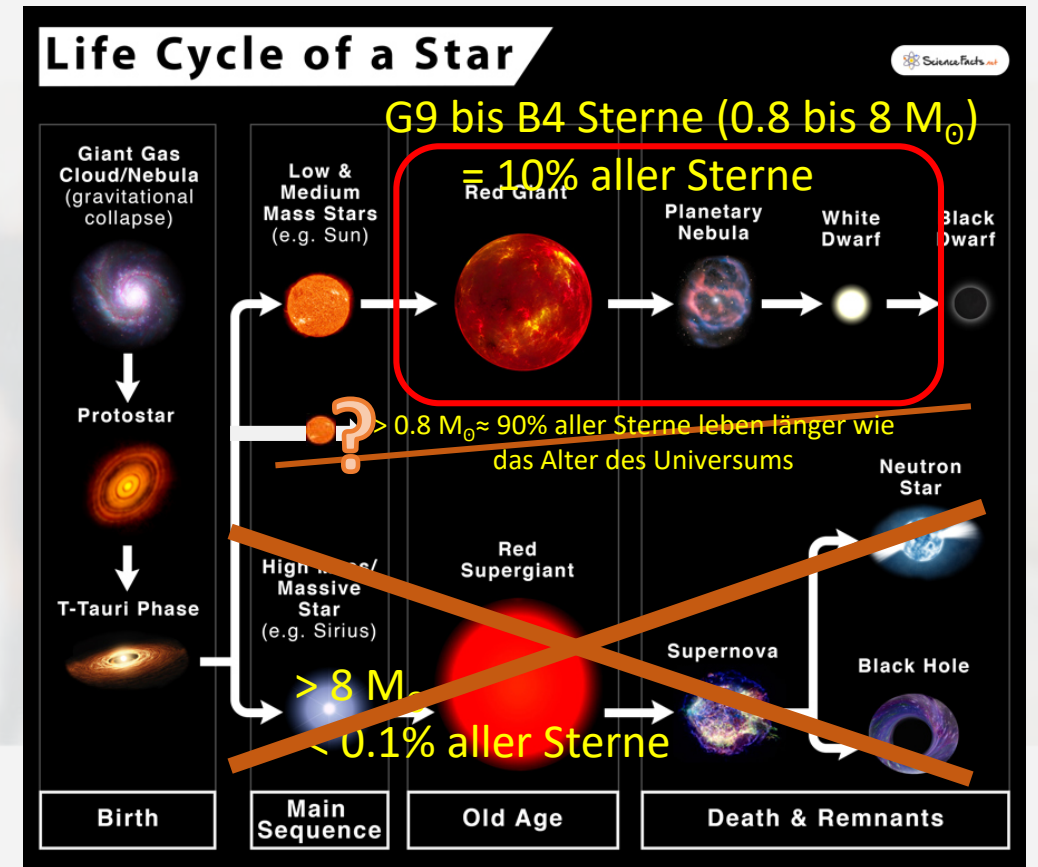 Life Cycle of a Star
ScienceFacts.net
G9 bis B4 Sterne (0.8 bis 8 M☉)
= 10% aller Sterne
Giant Gas
Cloud/Nebula
(gravitational
collapse)
Protostar
T-Tauri Phase
Low &
Medium
Mass Stars
(e.g. Sun)
Red Giant
Planetary
Nebula
White
Dwarf
Black
Dwarf
?
> 0.8 M☉≈ 90% aller Sterne leben länger wie
das Alter des Universums
High Mass/
Massive
Star
(e.g. Sirius)
> 8 M☉
< 0.1% aller Sterne
Red
Supergiant
Supernova
Neutron
Star
Black Hole
Birth
Main
Sequence
Old Age
Death & Remnants